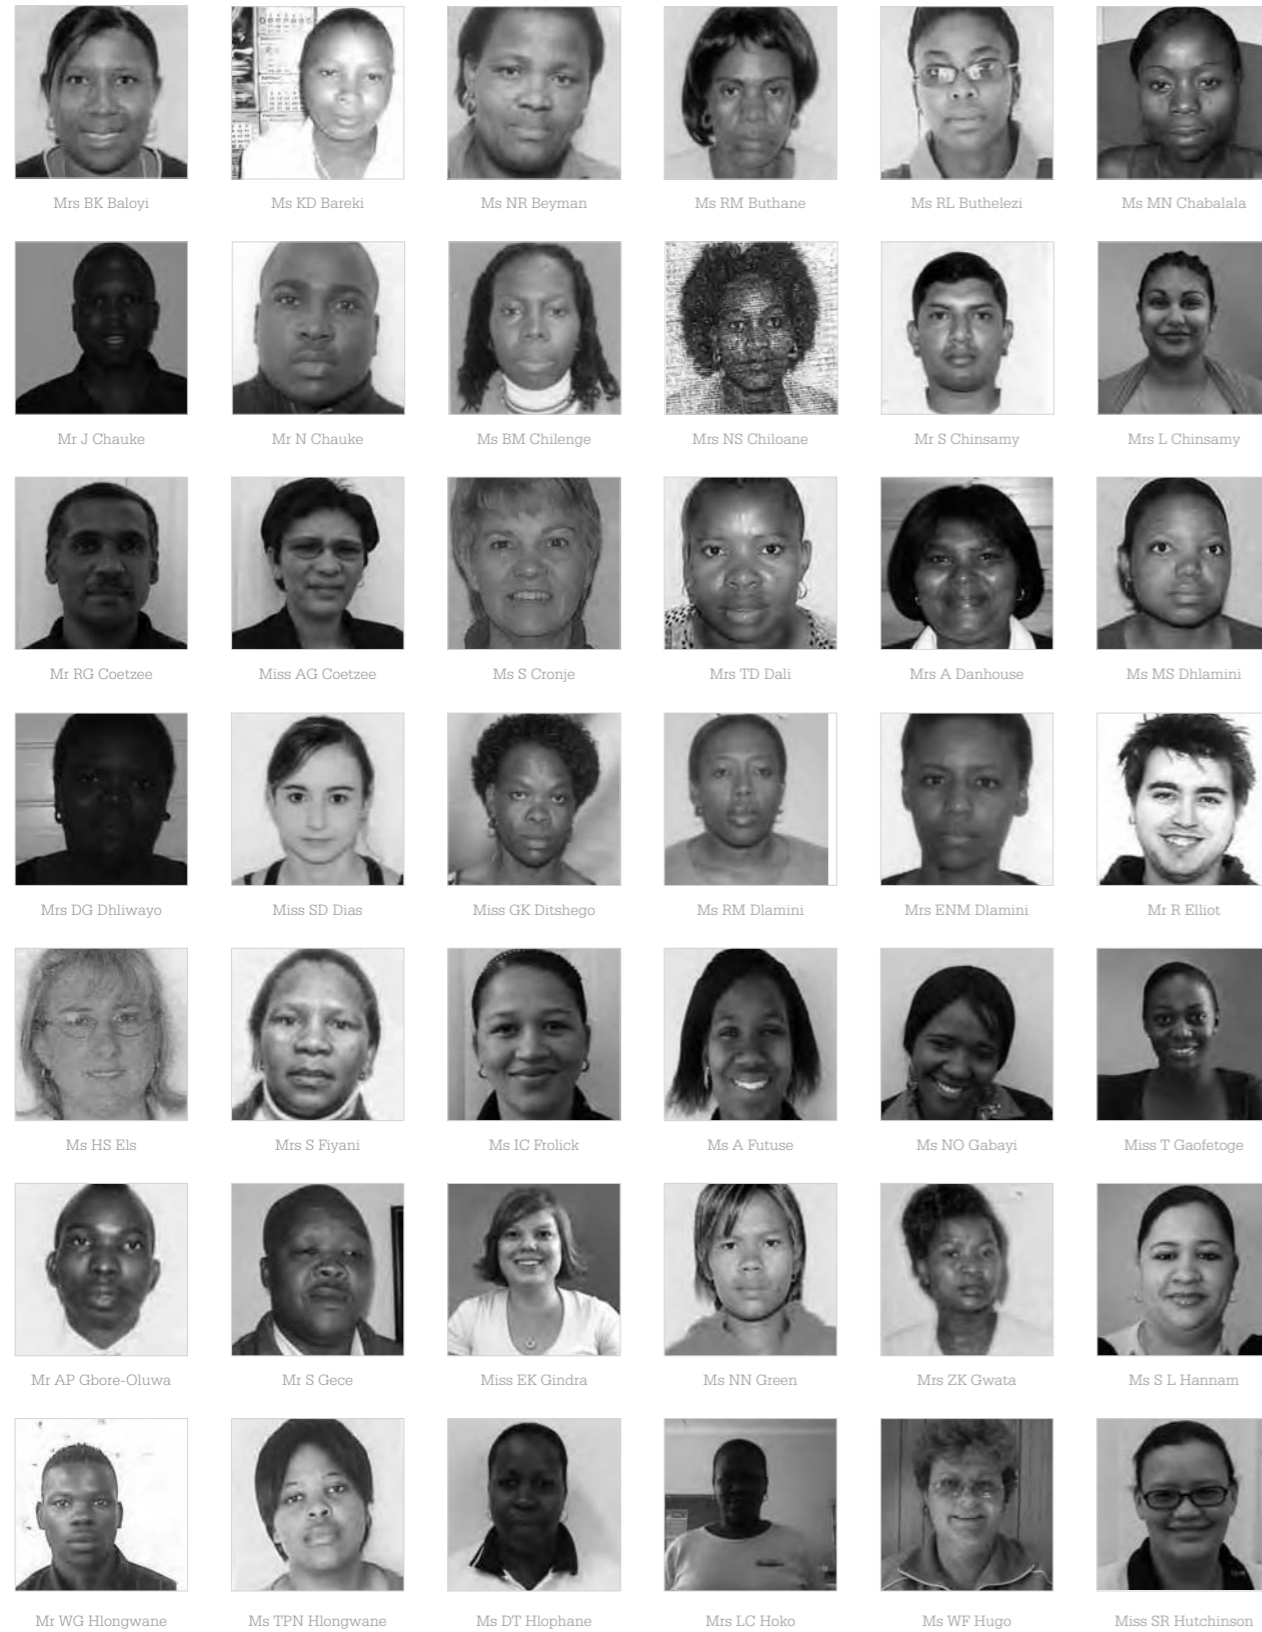 Mrs BK Baloyi
Ms KD Bareki
Ms NR Beyman
Ms RM Buthane
Ms RL Buthelezi
Ms MN Chabalala
Mr J Chauke
Mr N Chauke
Ms BM Chilenge
Mrs NS Chiloane
Mr S Chinsamy
Mrs L Chinsamy
Mr RG Coetzee
Miss AG Coetzee
Ms S Cronje
Mrs TD Dali
Mrs A Danhouse
Ms MS Dhlamini
Mrs DG Dhliwayo
Miss SD Dias
Miss GK Ditshego
Ms RM Dlamini
Mrs ENM Dlamini
Mr R Elliot
Ms HS Els
Mrs S Fiyani
Ms IC Frolick
Ms A Futuse
Ms NO Gabayi
Miss T Gaofetoge
Mr AP Gbore-Oluwa
Mr S Gece
Miss EK Gindra
Ms NN Green
Mrs ZK Gwata
Ms S L Hannam
Mr WG Hlongwane
Ms TPN Hlongwane
Ms DT Hlophane
Mrs LC Hoko
Ms WF Hugo
Miss SR Hutchinson